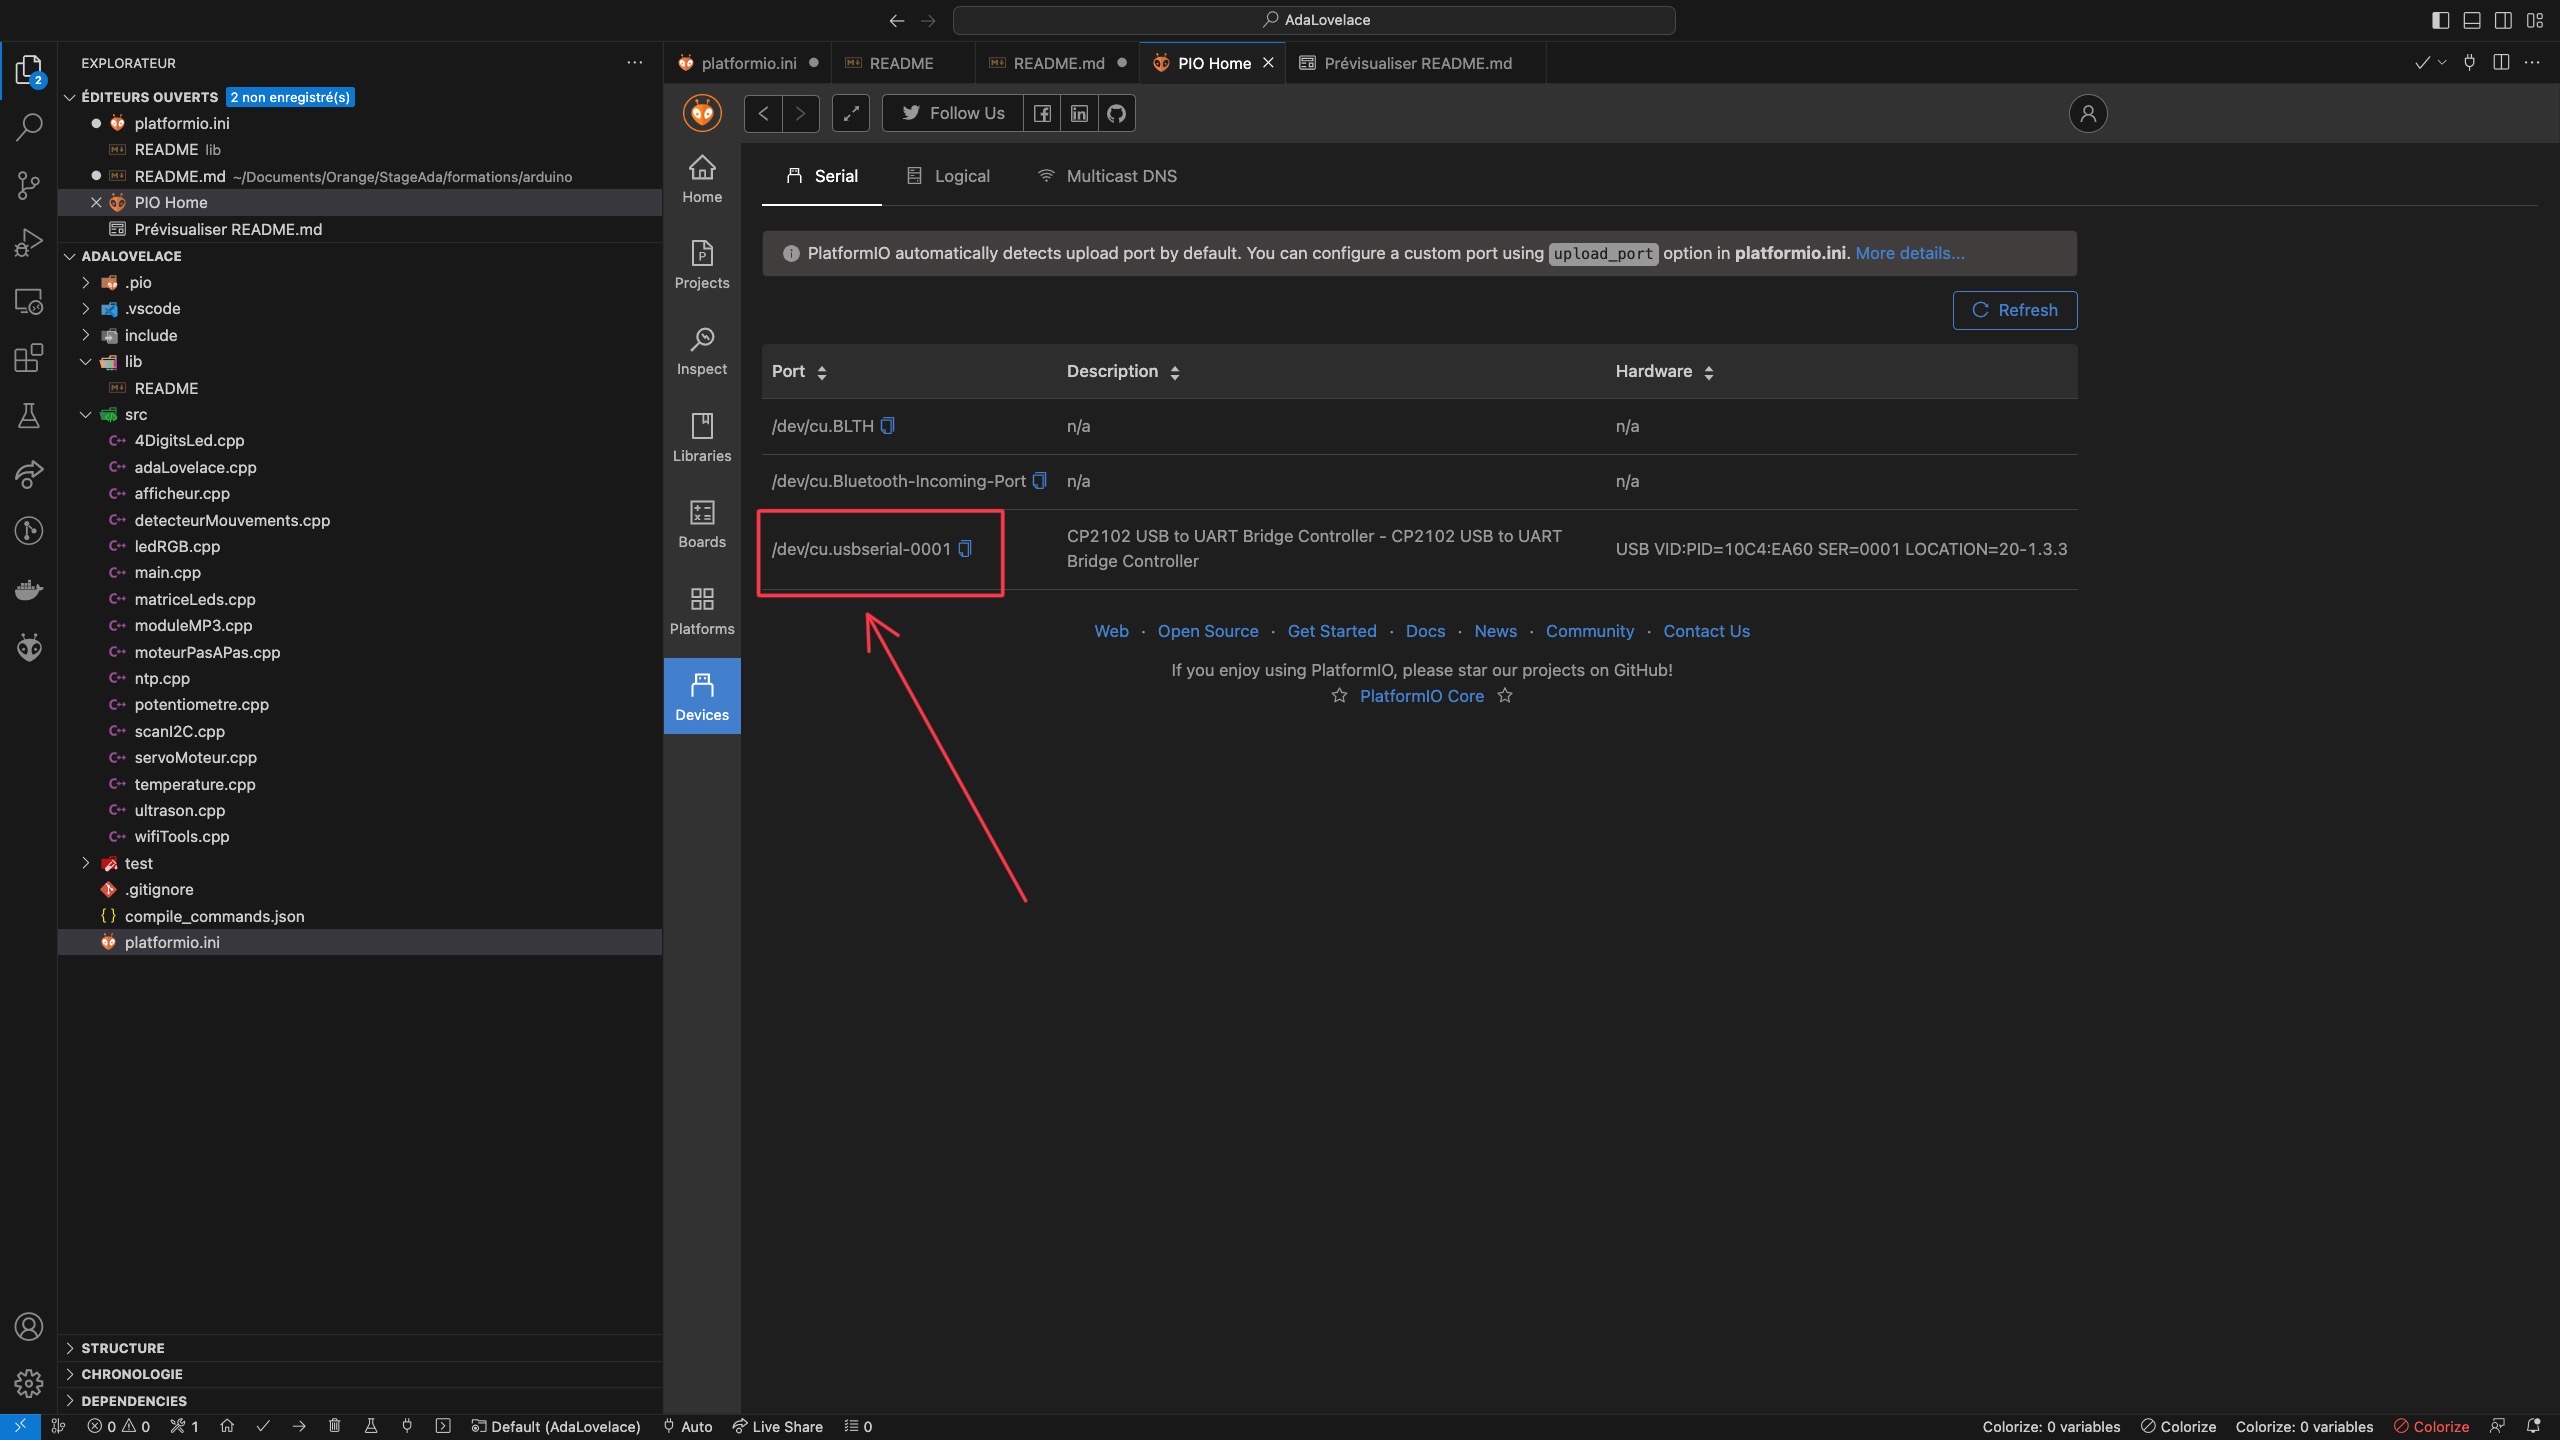 AdaLovelace
EXPLORATEUR
ÉDITEURS OUVERTS 2 non enregistré(s)
platformio.ini
README lib
README.md ~/Documents/Orange/StageAda/formations/arduino
PIO Home
Prévisualiser README.md
ADALOVELACE
.pio
.vscode
include
lib
README
src
4DigitsLed.cpp
adaLovelace.cpp
afficheur.cpp
detecteurMouvements.cpp
ledRGB.cpp
main.cpp
matriceLeds.cpp
moduleMP3.cpp
moteurPasAPas.cpp
ntp.cpp
potentiometre.cpp
scanI2C.cpp
servoMoteur.cpp
temperature.cpp
ultrason.cpp
wifiTools.cpp
test
.gitignore
compile_commands.json
platformio.ini
STRUCTURE
CHRONOLOGIE
DEPENDENCIES
2
platformio.ini README README.md PIO Home Prévisualiser README.md
Follow Us
Home
Projects
Inspect
Libraries
Boards
Platforms
Devices
Serial Logical Multicast DNS
PlatformIO automatically detects upload port by default. You can configure a custom port using upload_port option in platformio.ini. More details...
Refresh
Port Description Hardware
/dev/cu.BLTH n/a n/a
/dev/cu.Bluetooth-Incoming-Port n/a n/a
/dev/cu.usbserial-0001 CP2102 USB to UART Bridge Controller - CP2102 USB to UART Bridge Controller USB VID:PID=10C4:EA60 SER=0001 LOCATION=20-1.3.3
Web · Open Source · Get Started · Docs · News · Community · Contact Us
If you enjoy using PlatformIO, please star our projects on GitHub!
PlatformIO Core
0 0 1 Default (AdaLovelace) Auto Live Share 0 Colorize: 0 variables Colorize Colorize: 0 variables Colorize